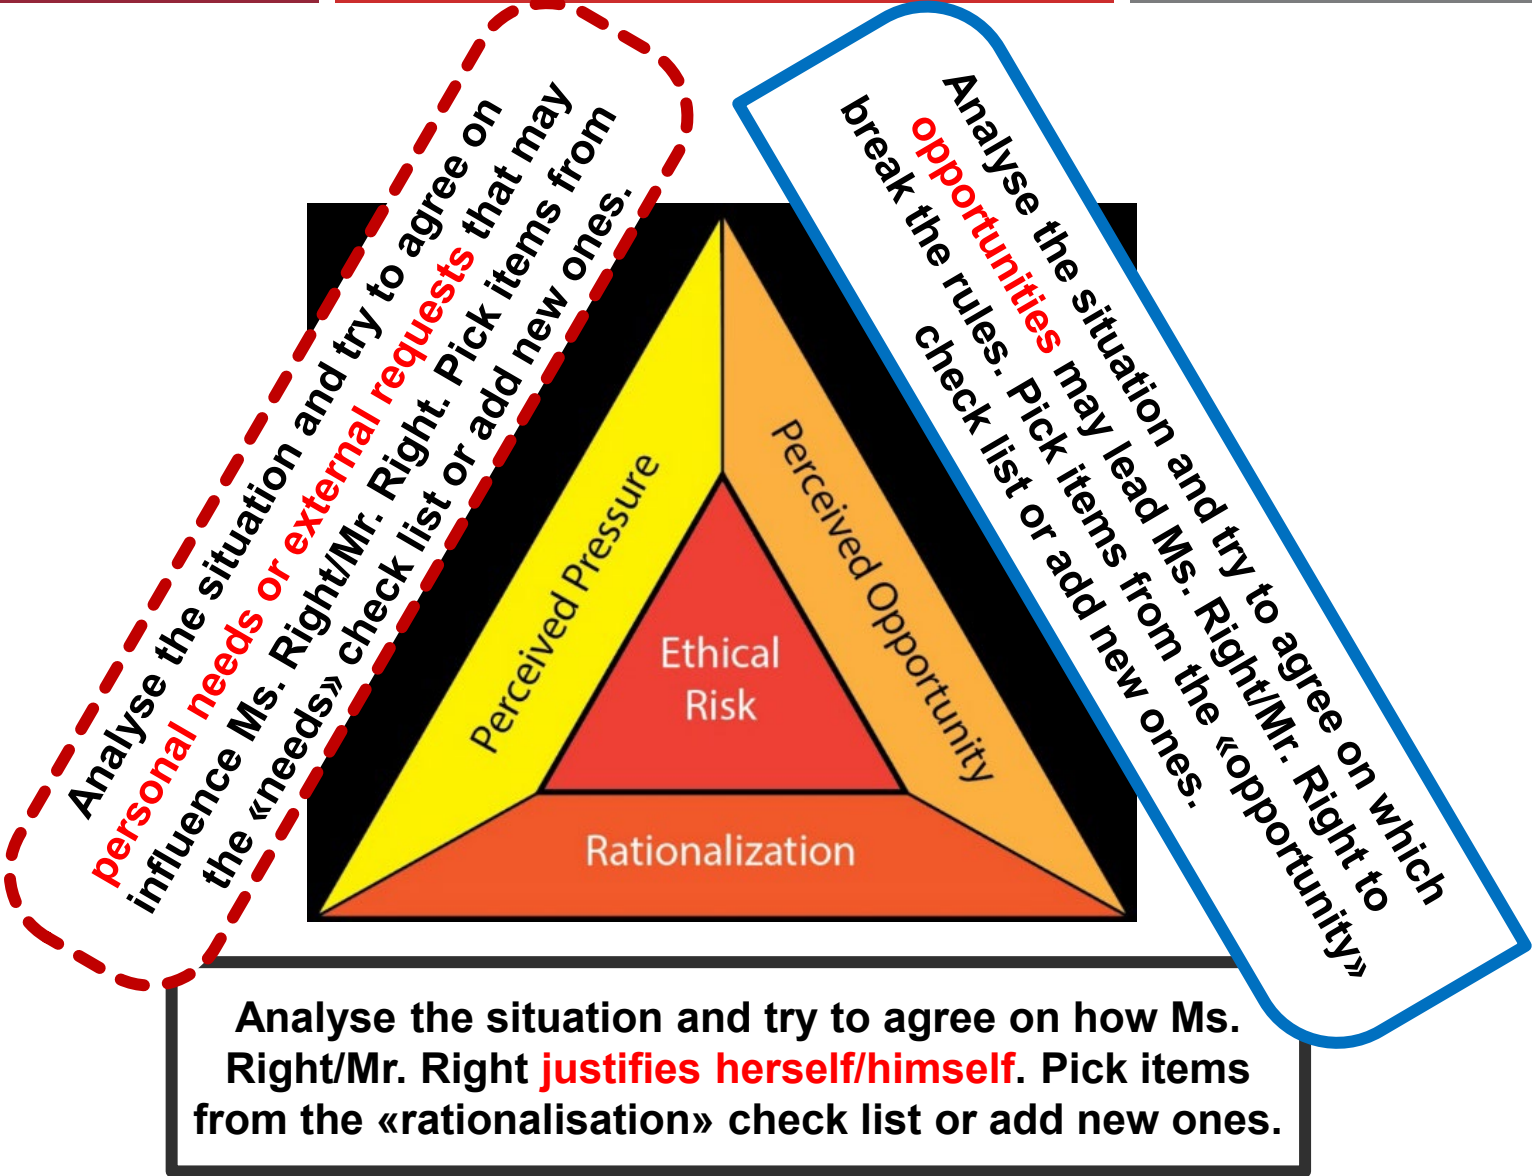 Analyse the situation and try to agree on
personal needs or external requests that may
influence Ms. Right/Mr. Right. Pick items from
the «needs» check list or add new ones.
Analyse the situation and try to agree on which
opportunities may lead Ms. Right/Mr. Right to
break the rules. Pick items from the «opportunity»
check list or add new ones.
Perceived Pressure
Perceived Opportunity
Ethical
Risk
Rationalization
Analyse the situation and try to agree on how Ms.
Right/Mr. Right justifies herself/himself. Pick items
from the «rationalisation» check list or add new ones.